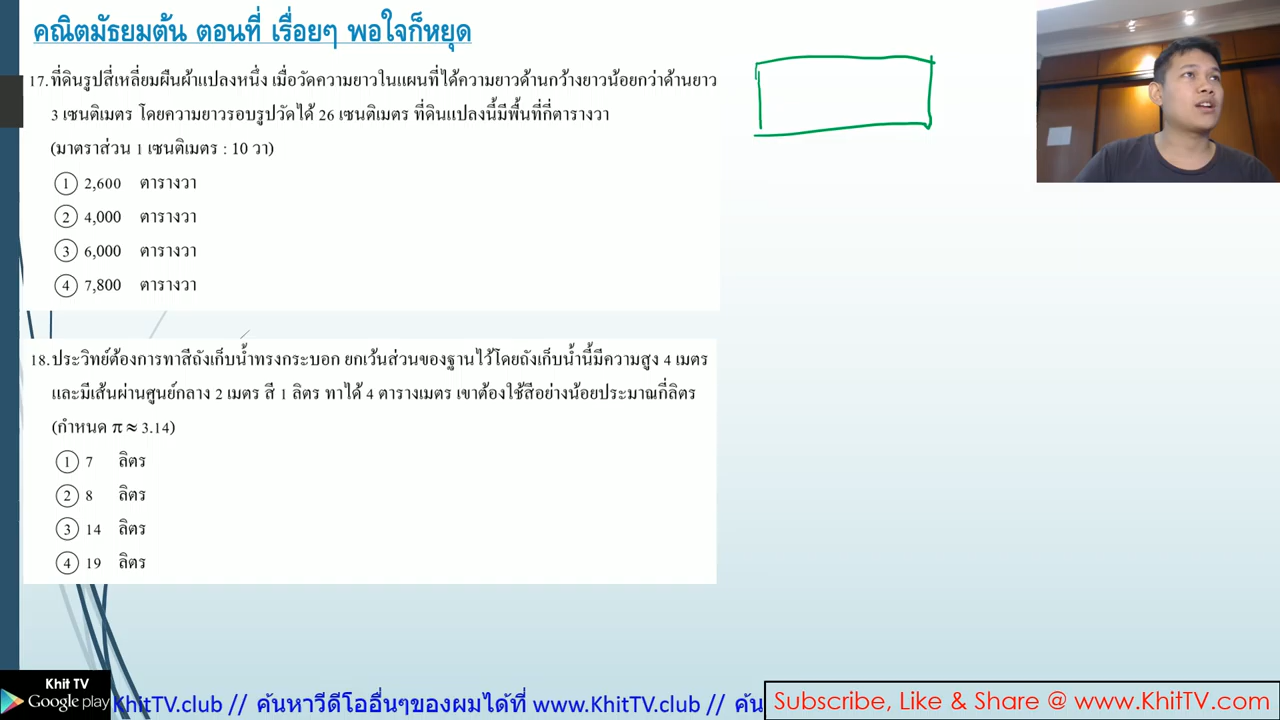 คณิตมัธยมต้น ตอนที่ เรื่อยๆ พอใจก็หยุด
17. ที่ดินรูปสี่เหลี่ยมผืนผ้าแปลงหนึ่ง เมื่อวัดความยาวในแผนที่ได้ความยาวด้านกว้างยาวน้อยกว่าด้านยาว
3 เซนติเมตร โดยความยาวรอบรูปวัดได้ 26 เซนติเมตร ที่ดินแปลงนี้มีพื้นที่กี่ตารางวา
(มาตราส่วน 1 เซนติเมตร : 10 วา)
1 2,600 ตารางวา
2 4,000 ตารางวา
3 6,000 ตารางวา
4 7,800 ตารางวา
18. ประวิทย์ต้องการทาสีถังเก็บน้ำทรงกระบอก ยกเว้นส่วนของฐานไว้โดยถังเก็บน้ำนี้มีความสูง 4 เมตร
และมีเส้นผ่านศูนย์กลาง 2 เมตร สี 1 ลิตร ทาได้ 4 ตารางเมตร เขาต้องใช้สีอย่างน้อยประมาณกี่ลิตร
(กำหนด π ≈ 3.14)
1 7 ลิตร
2 8 ลิตร
3 14 ลิตร
4 19 ลิตร
Khit TV
Google play
KhitTV.club // ค้นหาวีดีโออื่นๆของผมได้ที่ www.KhitTV.club // ค้น
Subscribe, Like & Share @ www.KhitTV.com